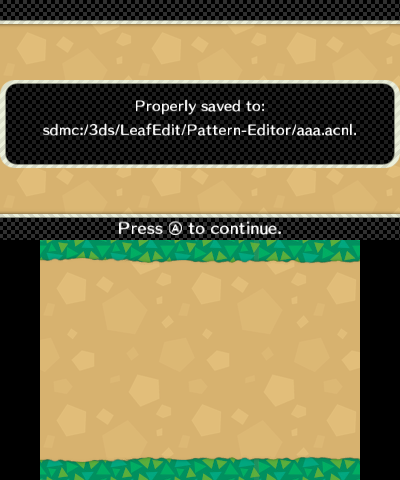 Properly saved to:
sdmc:/3ds/LeafEdit/Pattern-Editor/aaa.acnl.
Press Ⓐ to continue.